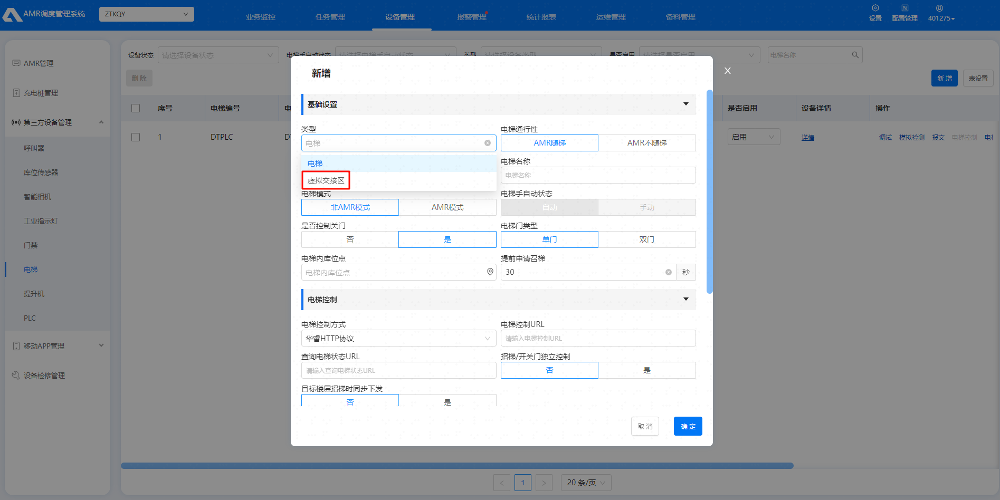 AMR调度管理系统
ZTKQY
业务监控
任务管理
设备管理
报警管理
统计报表
运维管理
备料管理
设置
配置管理
401275
AMR管理
充电桩管理
第三方设备管理
呼叫器
库位传感器
智能相机
工业指示灯
门禁
电梯
提升机
PLC
移动APP管理
设备检修管理
设备状态
请选择设备状态
电梯手自动状态
请选择电梯手自动状态
类型
请选择设备类型
是否启用
请选择是否启用
电梯名称
删 除
新 增
表设置
序号
电梯编号
电
是否启用
设备详情
操作
1
DTPLC
启用
详情
调试
模拟检测
报文
电梯控制
新增
基础设置
类型
电梯
电梯
虚拟交接区
电梯通行性
AMR随梯
AMR不随梯
电梯名称
电梯名称
电梯模式
非AMR模式
AMR模式
电梯手自动状态
自动
手动
是否控制关门
否
是
电梯门类型
单门
双门
电梯内库位点
电梯内库位点
提前申请召梯
30
秒
电梯控制
电梯控制方式
华睿HTTP协议
电梯控制URL
请输入电梯控制URL
查询电梯状态URL
请输入查询电梯状态URL
招梯/开关门独立控制
否
是
目标楼层招梯时同步下发
否
是
取 消
确 定
1
20 条/页